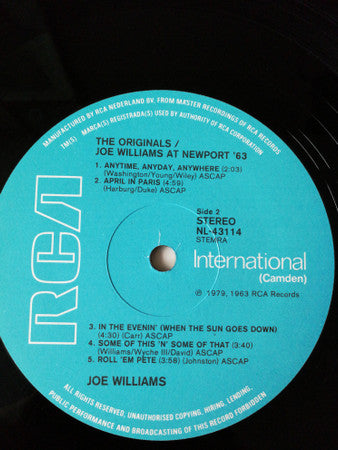 MANUFACTURED BY RCA NEDERLAND BV, FROM MASTER RECORDINGS OF RCA RECORDS
TM(S). MARCA(S) REGISTRADA(S) USED BY AUTHORITY OF RCA CORPORATION
RCA
THE ORIGINALS /
JOE WILLIAMS AT NEWPORT '63
1. ANYTIME, ANYDAY, ANYWHERE (2:03)
(Washington/Young/Wiley) ASCAP
2. APRIL IN PARIS (4:59)
(Harburg/Duke) ASCAP
Side 2
STEREO
NL-43114
STEMRA
International
(Camden)
℗ 1979, 1963 RCA Records
3. IN THE EVENIN' (WHEN THE SUN GOES DOWN)
(4:30) (Carr) ASCAP
4. SOME OF THIS 'N' SOME OF THAT (3:40)
(Williams/Wyche III/David) ASCAP
5. ROLL 'EM PETE (3:58) (Johnston) ASCAP
JOE WILLIAMS
ALL RIGHTS RESERVED, UNAUTHORISED COPYING, HIRING, LENDING,
PUBLIC PERFORMANCE AND BROADCASTING OF THIS RECORD FORBIDDEN